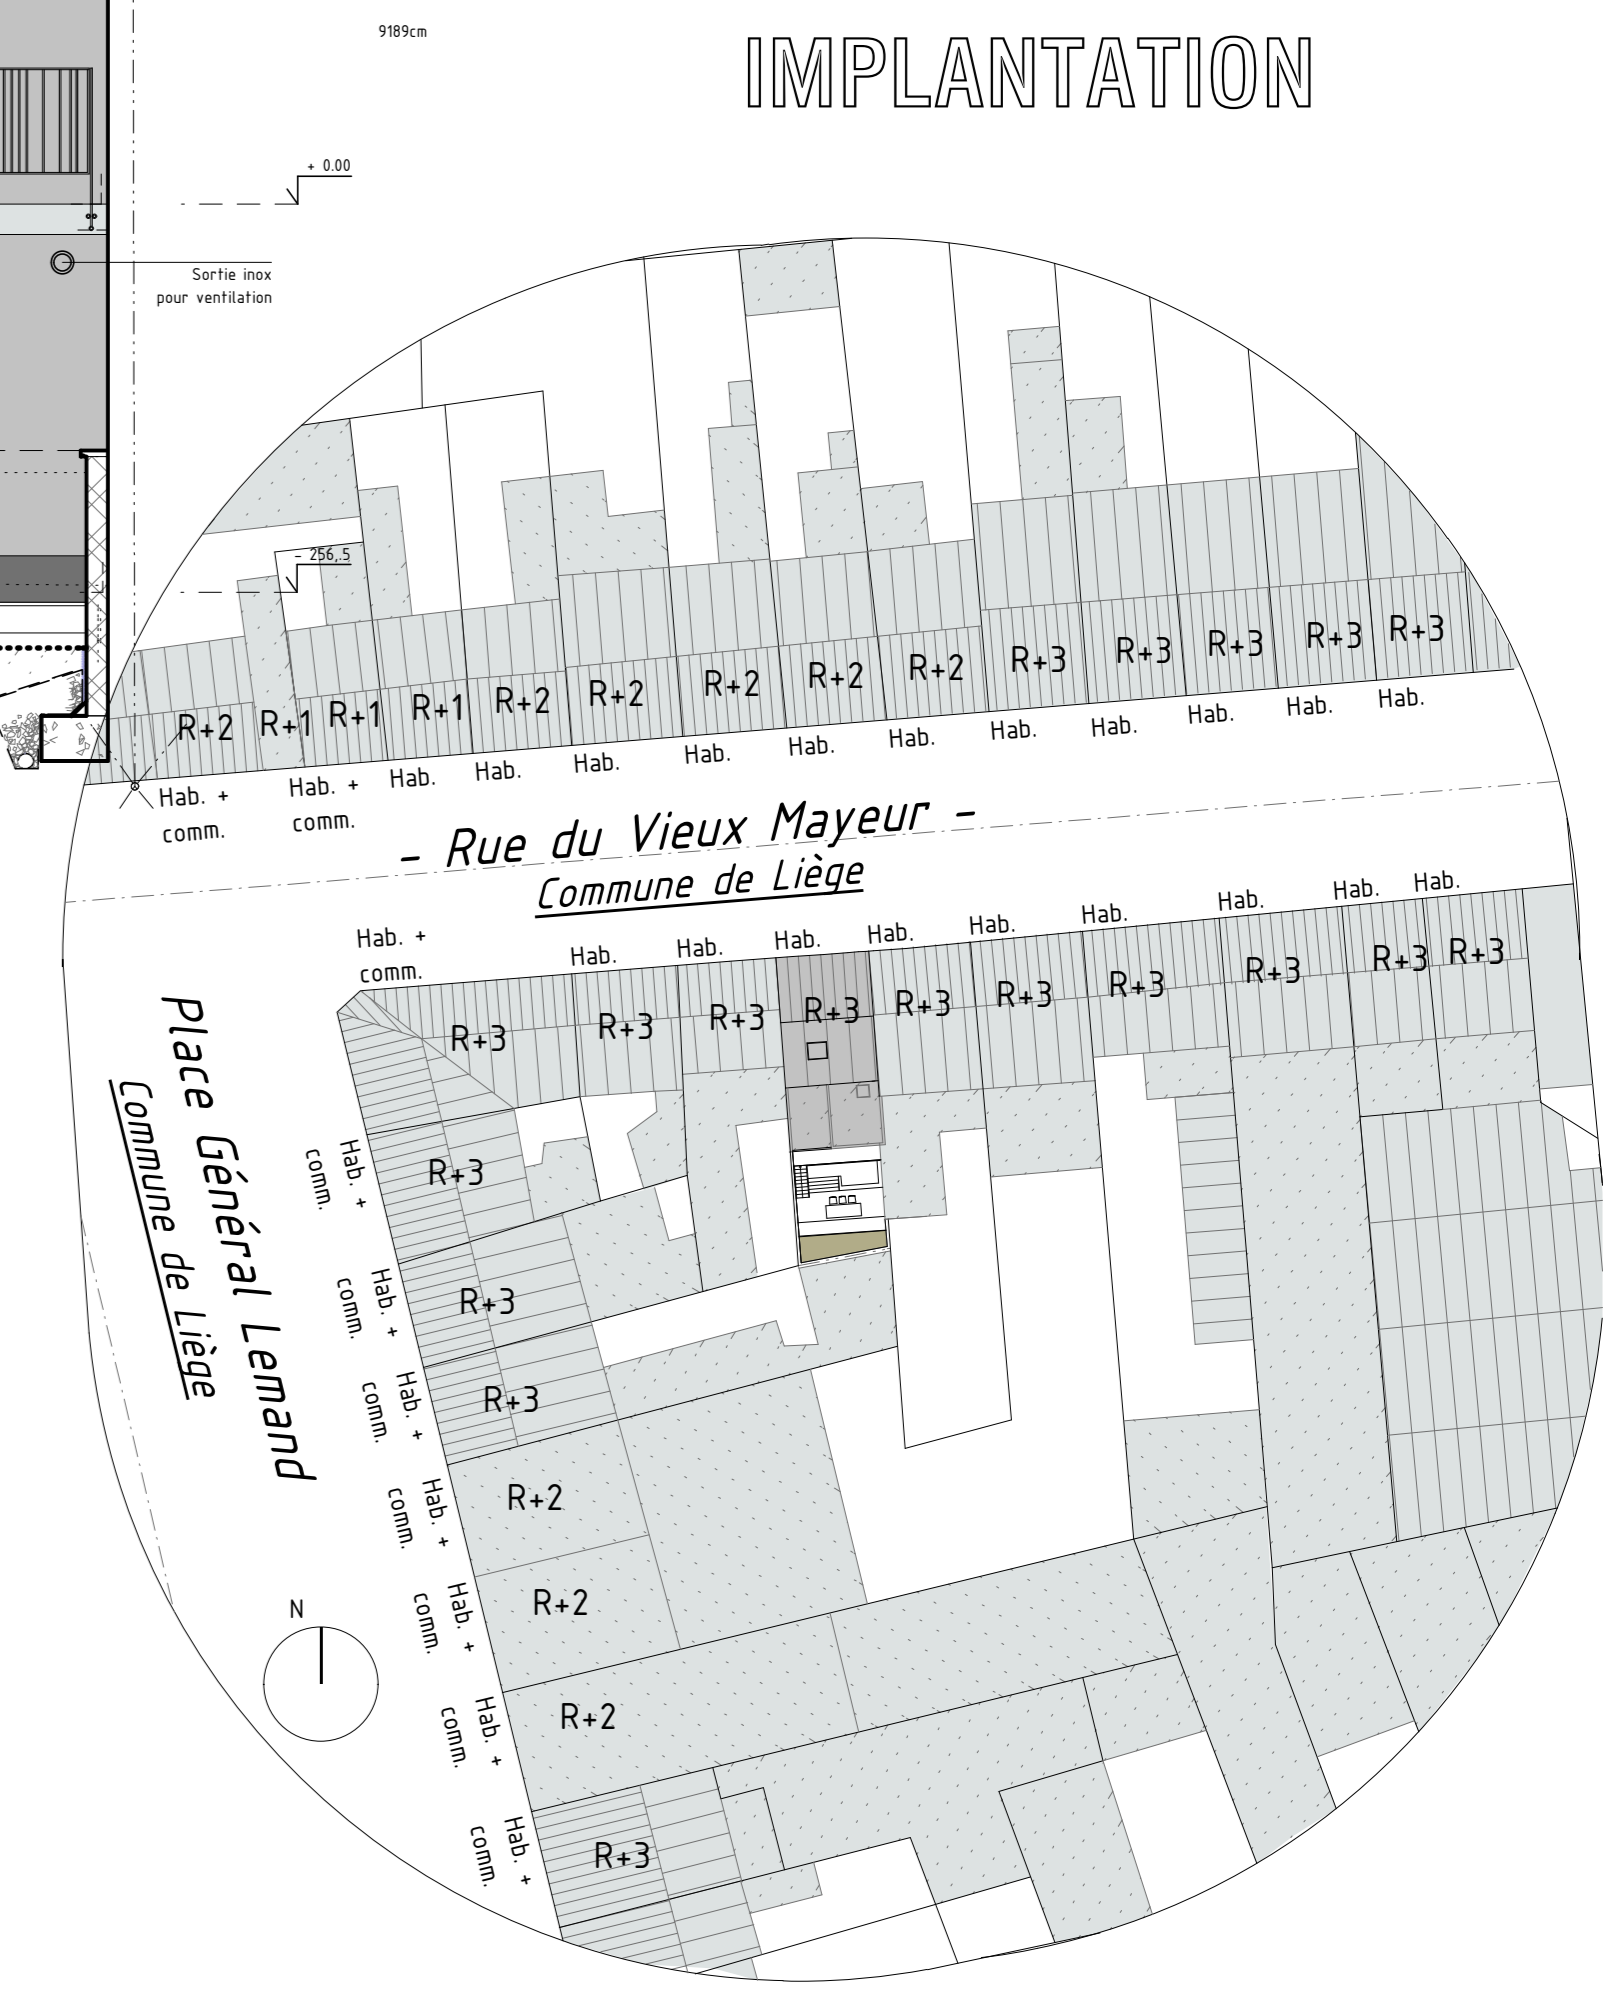 9189cm
IMPLANTATION
+ 0.00
Sortie inox
pour ventilation
- 256,.5
R+2
R+1
R+1
R+1
R+2
R+2
R+2
R+2
R+2
R+3
R+3
R+3
R+3
R+3
Hab. +
comm.
Hab. +
comm.
Hab.
Hab.
Hab.
Hab.
Hab.
Hab.
Hab.
Hab.
Hab.
Hab.
Hab.
- Rue du Vieux Mayeur -
Commune de Liège
Hab. +
comm.
Hab.
Hab.
Hab.
Hab.
Hab.
Hab.
Hab.
Hab.
Hab.
R+3
R+3
R+3
R+3
R+3
R+3
R+3
R+3
R+3
R+3
Place Général Lemand
Commune de Liège
Hab. +
comm.
R+3
Hab. +
comm.
R+3
Hab. +
comm.
R+3
Hab. +
comm.
R+2
Hab. +
comm.
R+2
Hab. +
comm.
R+2
Hab. +
comm.
R+3
N